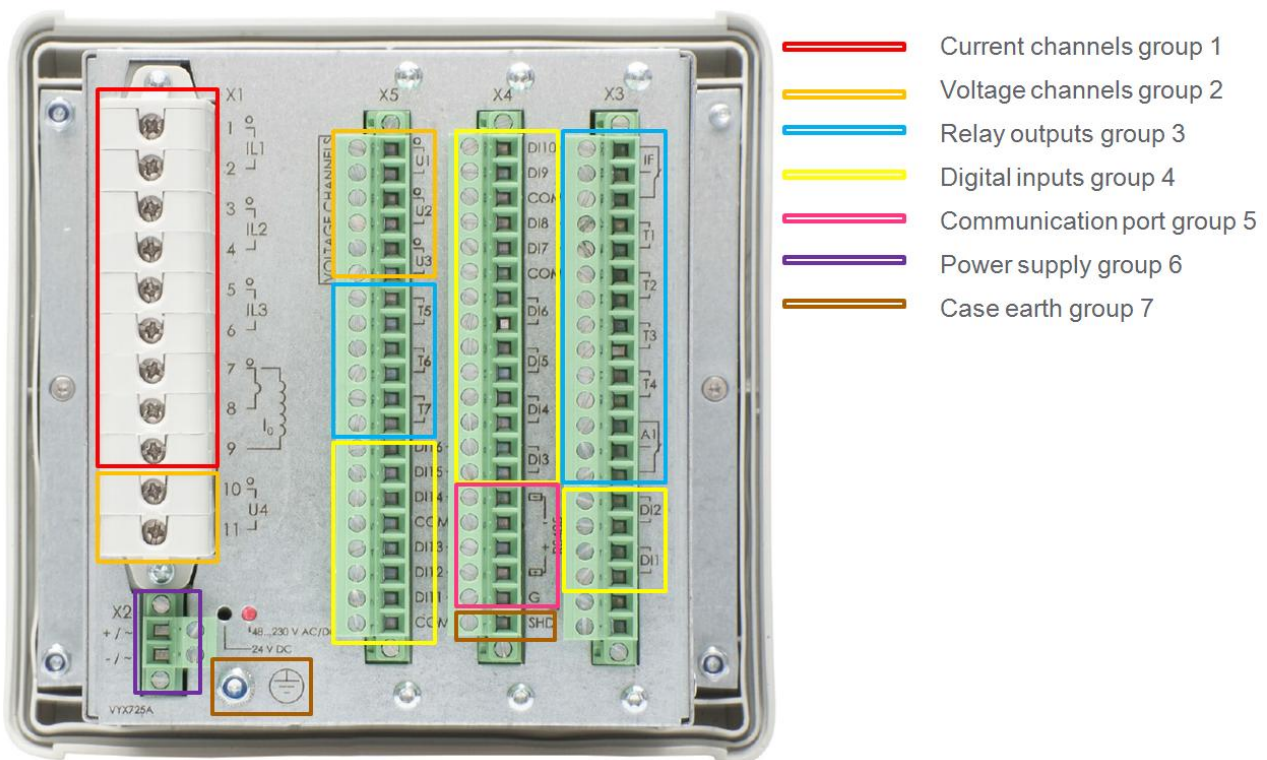 Current channels group 1
Voltage channels group 2
Relay outputs group 3
Digital inputs group 4
Communication port group 5
Power supply group 6
Case earth group 7
X1
1
IL1
2
3
IL2
4
5
IL3
6
7
8
I0
9
10
U4
11
X2
+/~
-/~
48...230 V AC/DC
24 V DC
VYX725A
X5
VOLTAGE CHANNELS
U1
U2
U3
T5
T6
T7
DI16
DI15
DI14
COM
DI13
DI12
DI11
COM
X4
DI10
DI9
COM
DI8
DI7
COM
DI6
DI5
DI4
DI3
-
+
G
SHD
X3
IF
T1
T2
T3
T4
A1
DI2
DI1